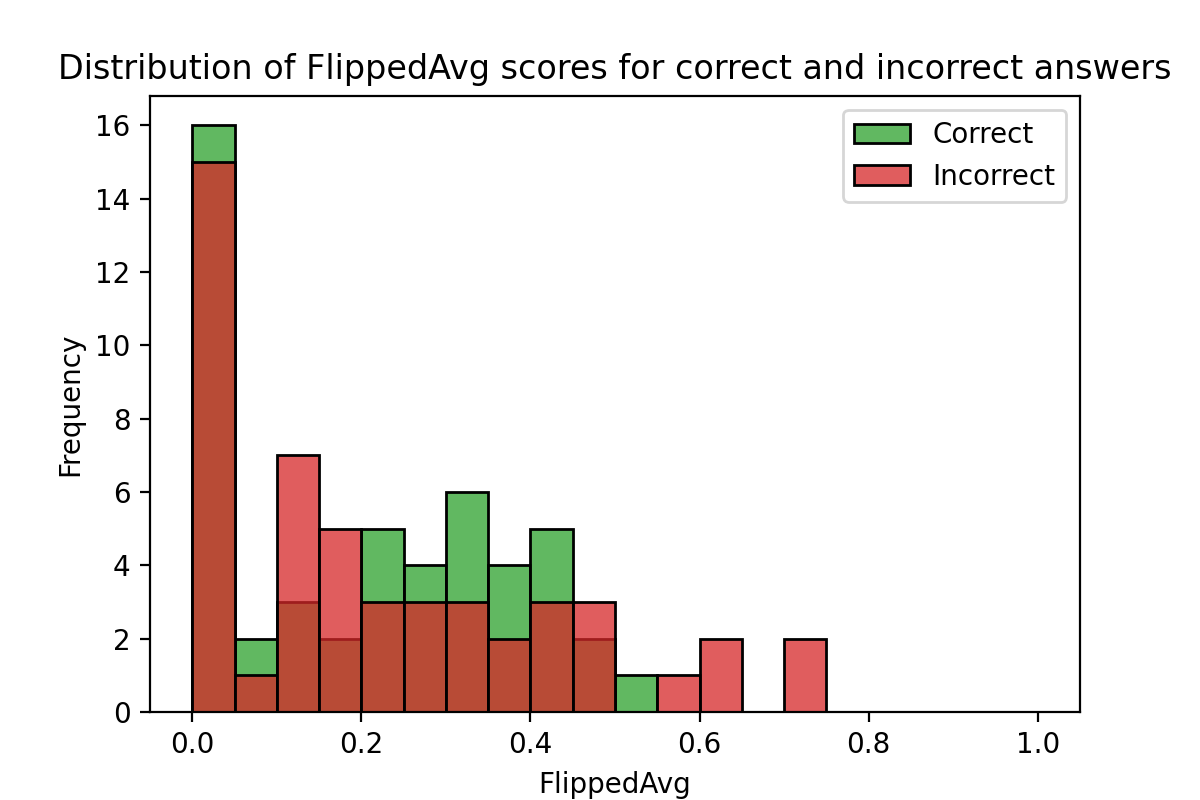 Distribution of FlippedAvg scores for correct and incorrect answers
Correct
Incorrect
Frequency
16
14
12
10
8
6
4
2
0
0.0 0.2 0.4 0.6 0.8 1.0
FlippedAvg